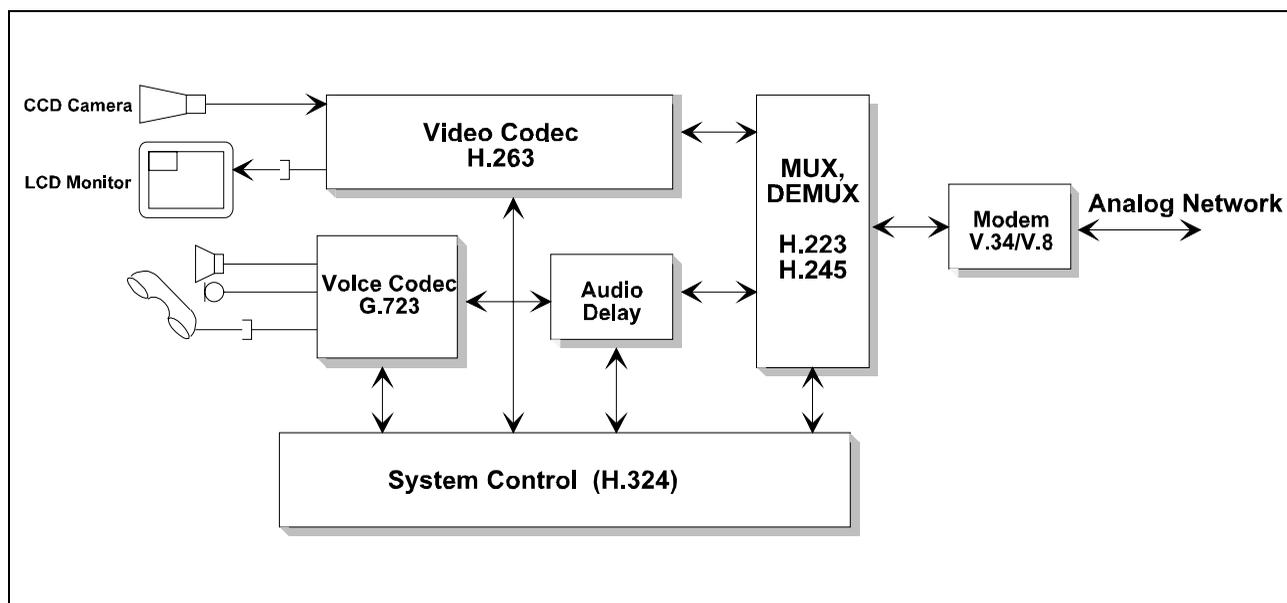 CCD Camera
Video Codec
H.263
LCD Monitor
MUX,
DEMUX
H.223
H.245
Modem
V.34/V.8
Analog Network
Volce Codec
G.723
Audio
Delay
System Control (H.324)